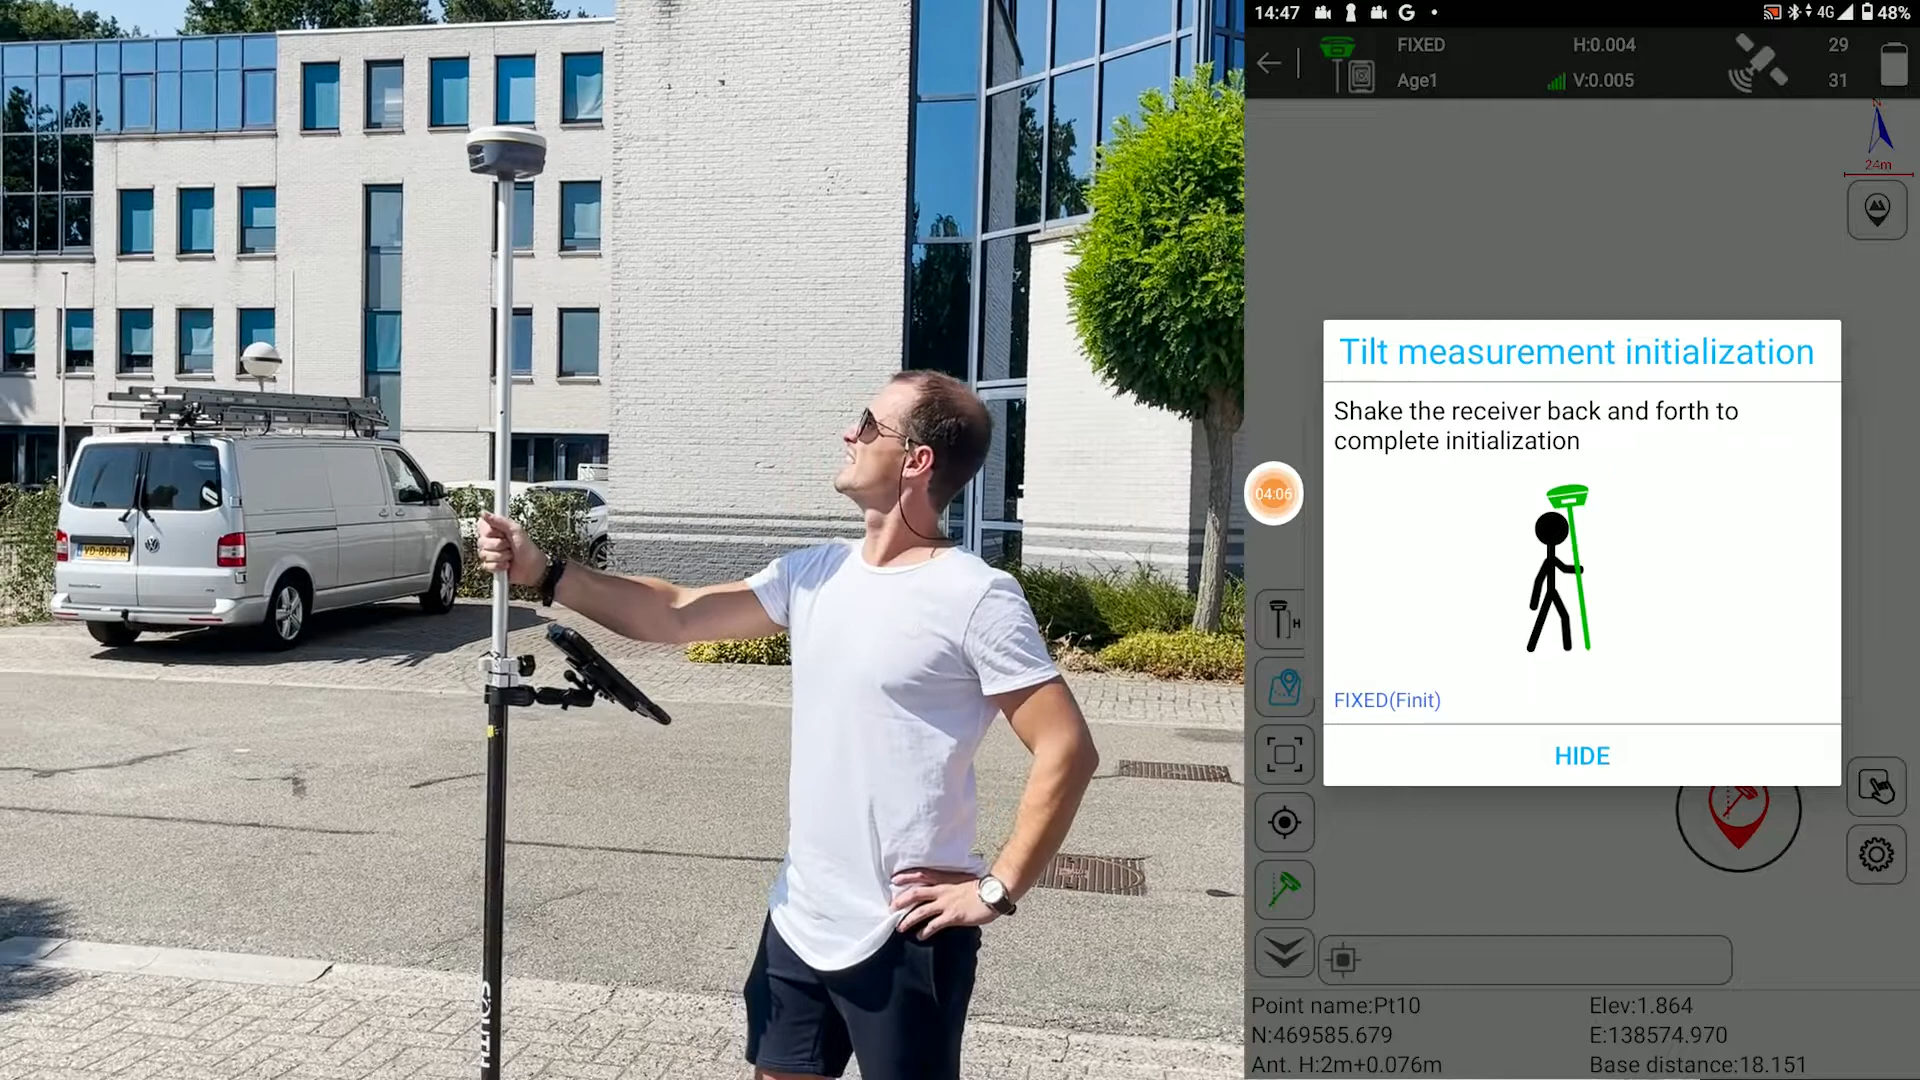 14:47
4G
48%
FIXED
H:0.004
29
Age1
V:0.005
31
N
24m
Tilt measurement initialization
Shake the receiver back and forth to
complete initialization
04:06
H
FIXED(Finit)
HIDE
Point name:Pt10
Elev:1.864
N:469585.679
E:138574.970
Ant. H:2m+0.076m
Base distance:18.151
VD-808-R
SOUTH